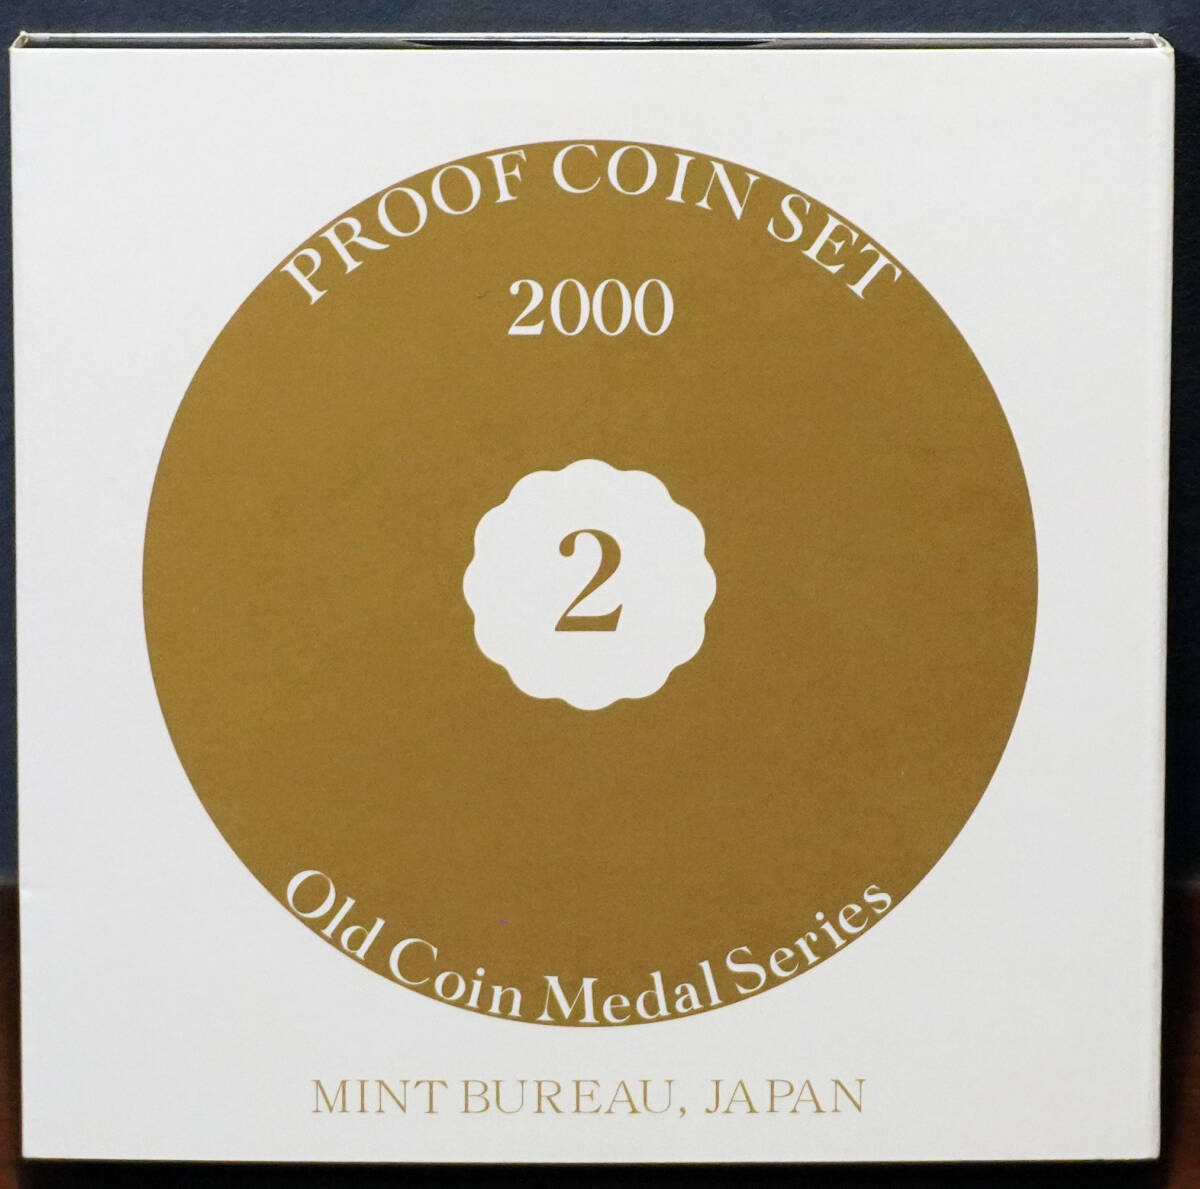 PROOF COIN SET
2000
2
Old Coin Medal Series
MINT BUREAU, JAPAN